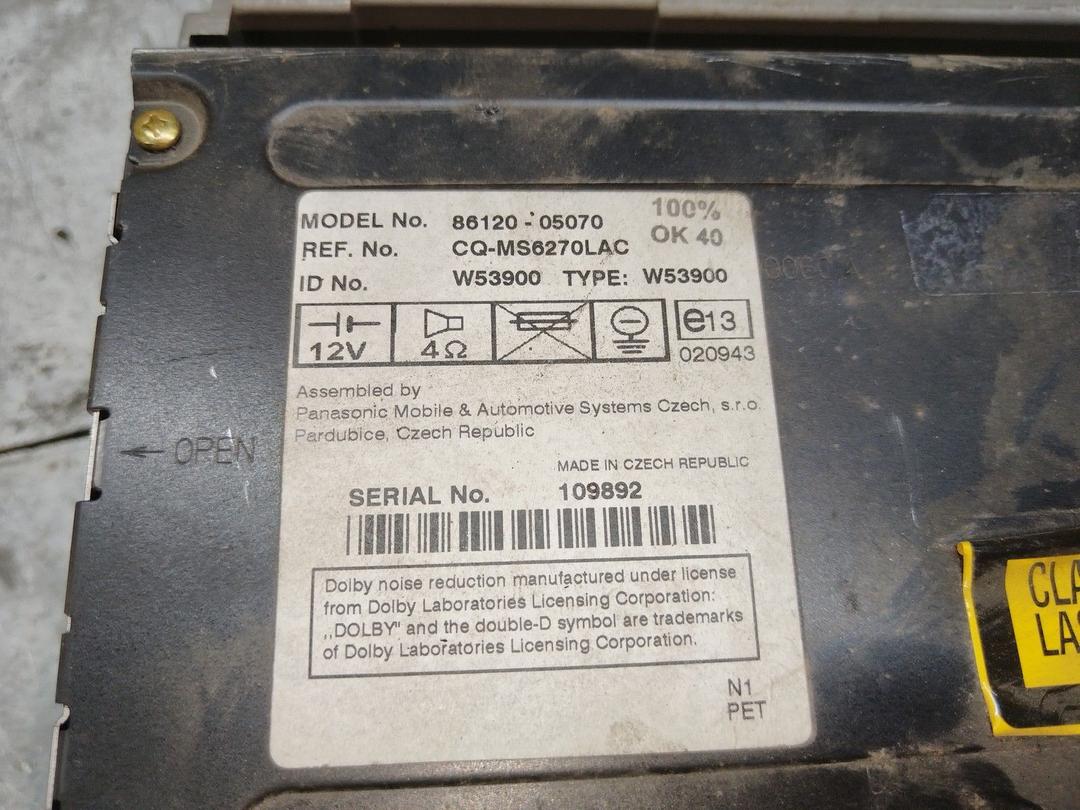 MODEL No. 86120 - 05070
100%
OK 40
REF. No. CQ-MS6270LAC
ID No. W53900 TYPE: W53900
12V 4Ω e13
020943
Assembled by
Panasonic Mobile & Automotive Systems Czech, s.r.o.
Pardubice, Czech Republic
← OPEN
MADE IN CZECH REPUBLIC
SERIAL No. 109892
Dolby noise reduction manufactured under license
from Dolby Laboratories Licensing Corporation:
„DOLBY" and the double-D symbol are trademarks
of Dolby Laboratories Licensing Corporation.
N1
PET
CLA
LAS